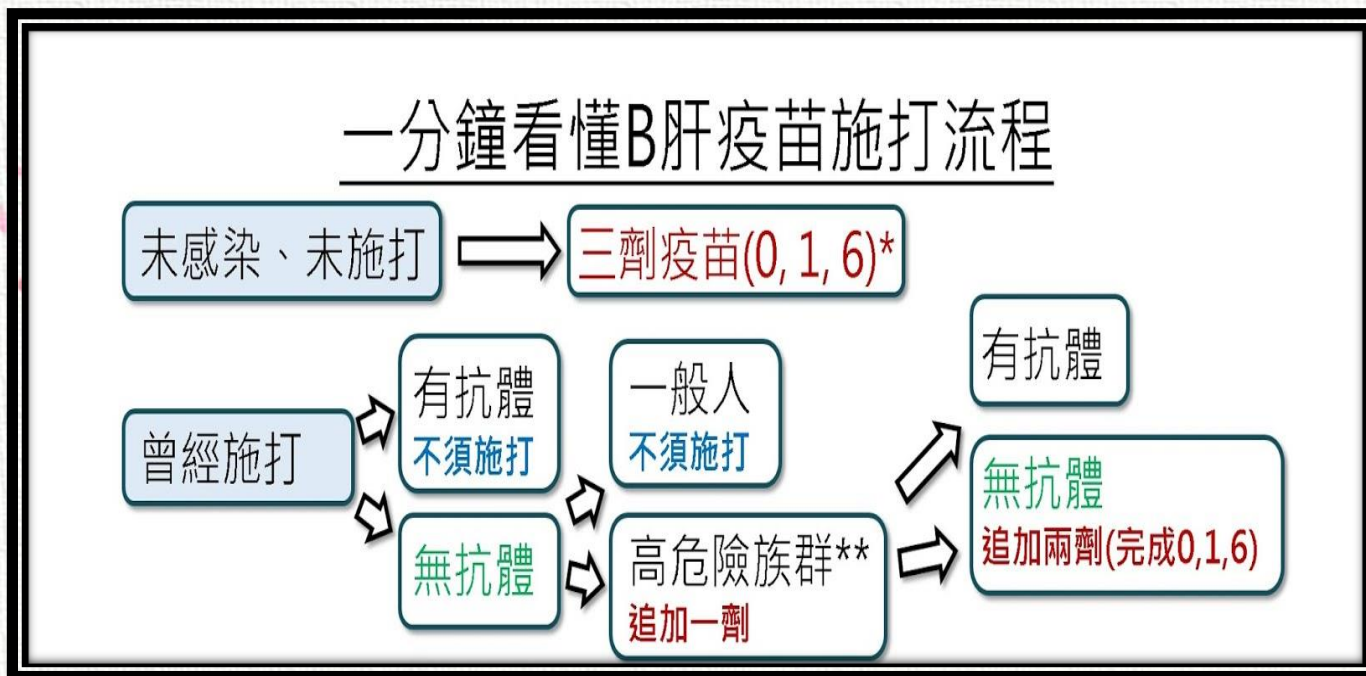 一分鐘看懂B肝疫苗施打流程
未感染、未施打
三劑疫苗(0, 1, 6)*
曾經施打
有抗體
不須施打
無抗體
一般人
不須施打
高危險族群**
追加一劑
有抗體
無抗體
追加兩劑(完成0,1,6)